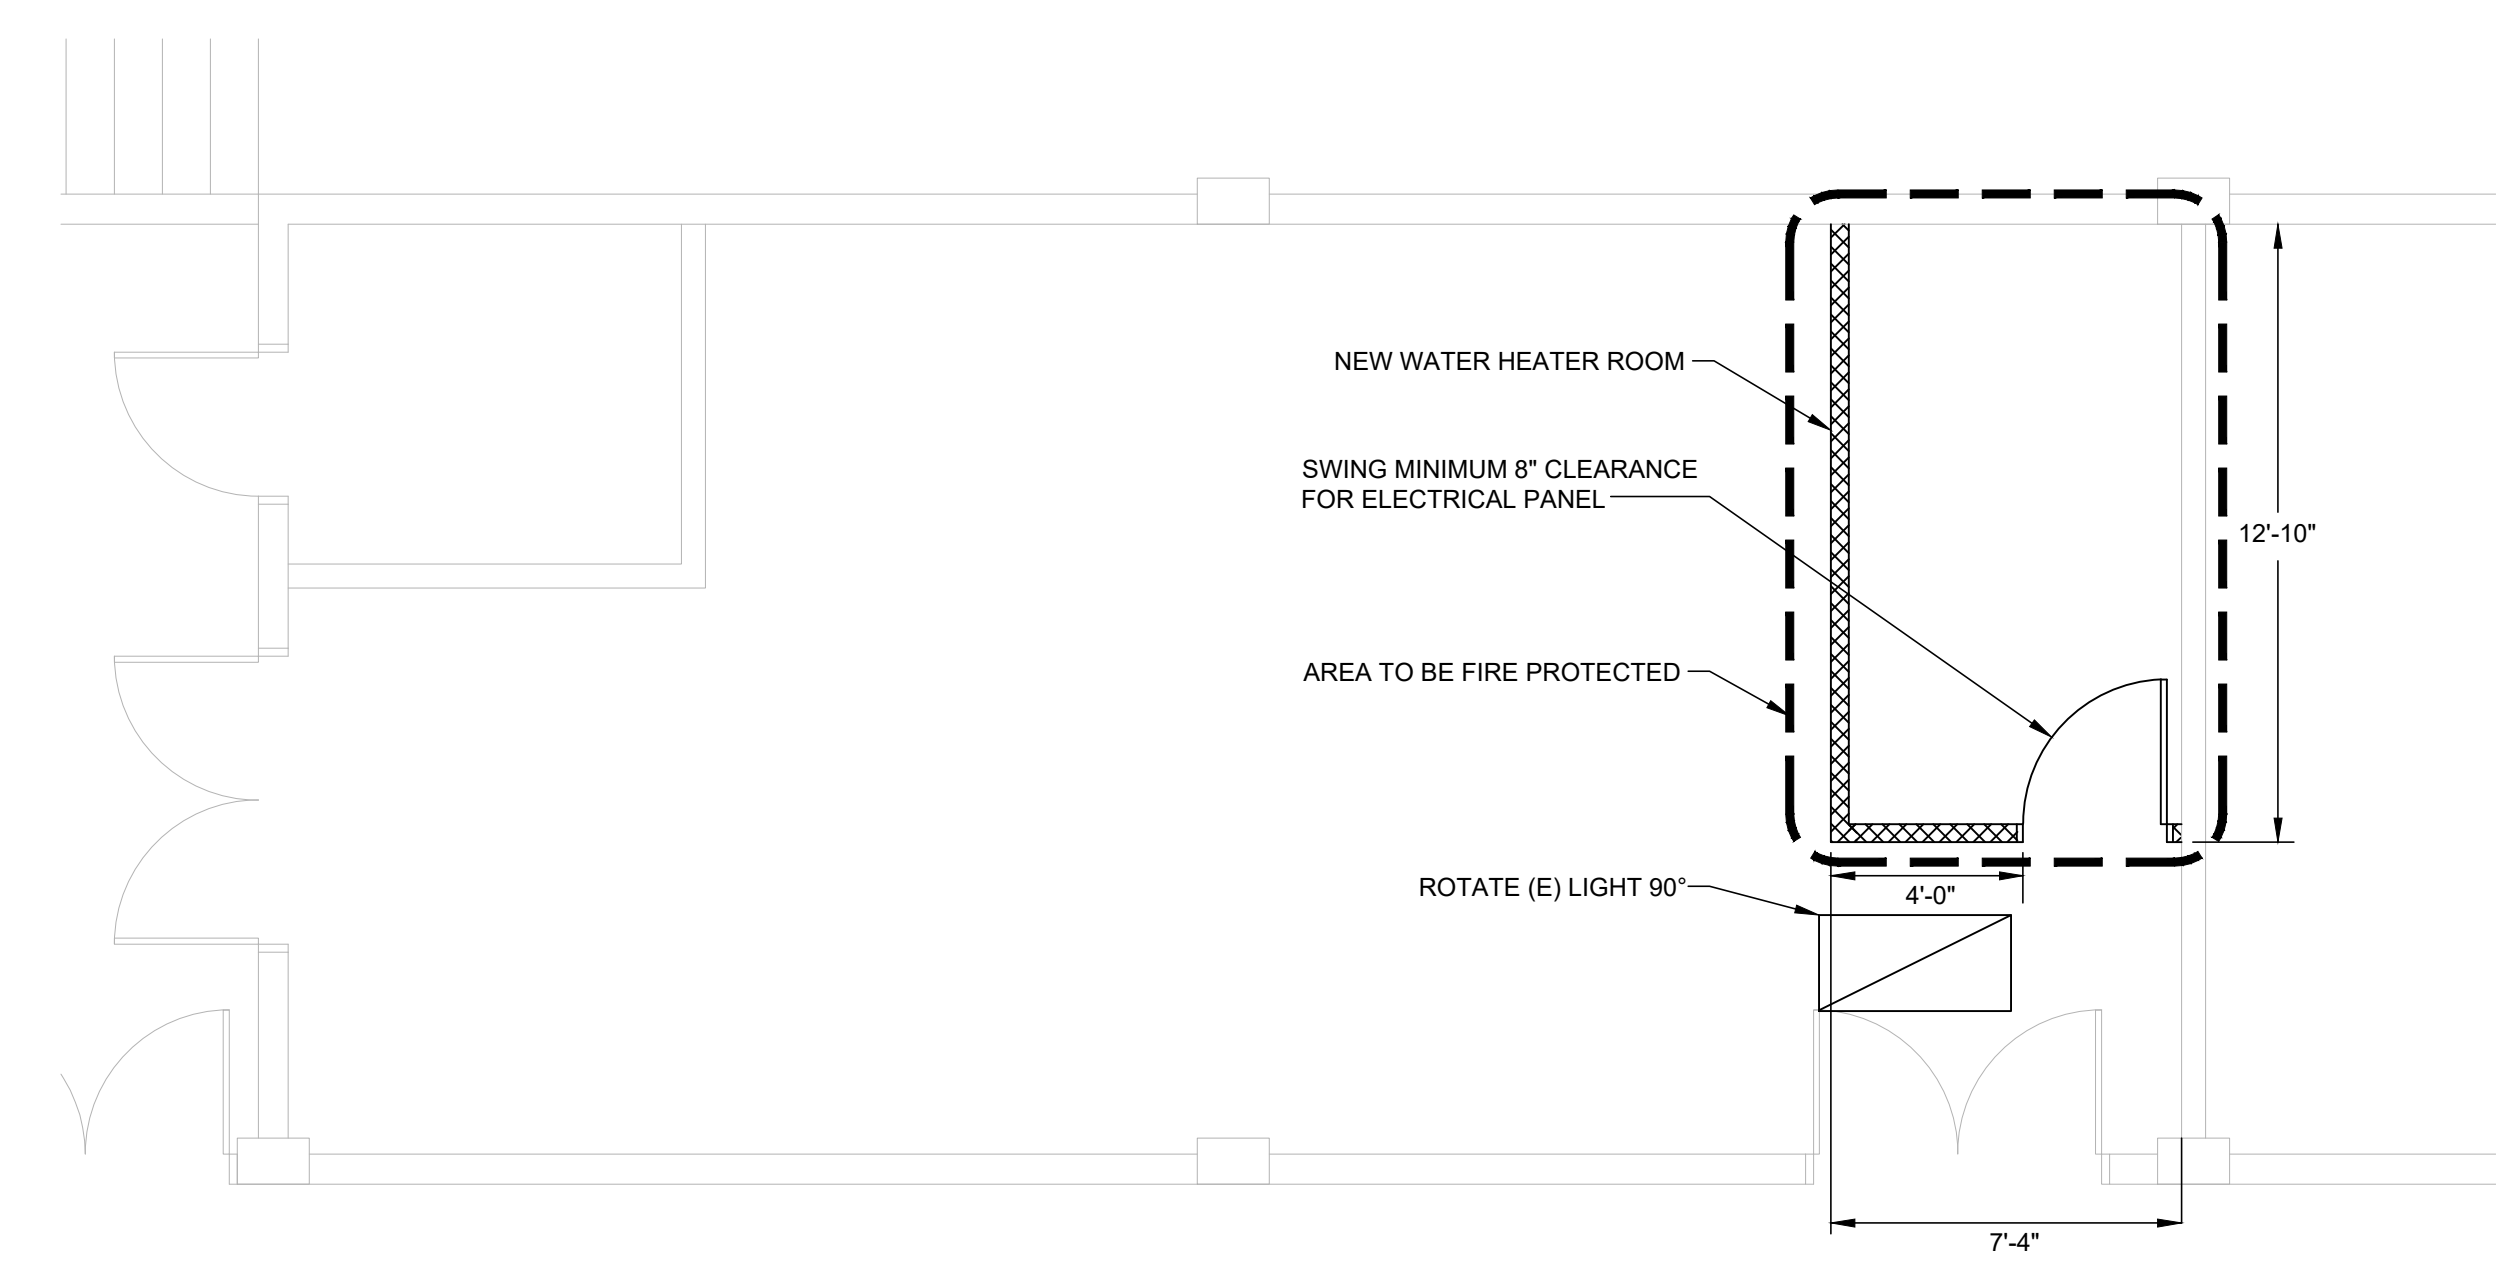 NEW WATER HEATER ROOM
SWING MINIMUM 8" CLEARANCE
FOR ELECTRICAL PANEL
12'-10"
AREA TO BE FIRE PROTECTED
ROTATE (E) LIGHT 90°
4'-0"
7'-4"